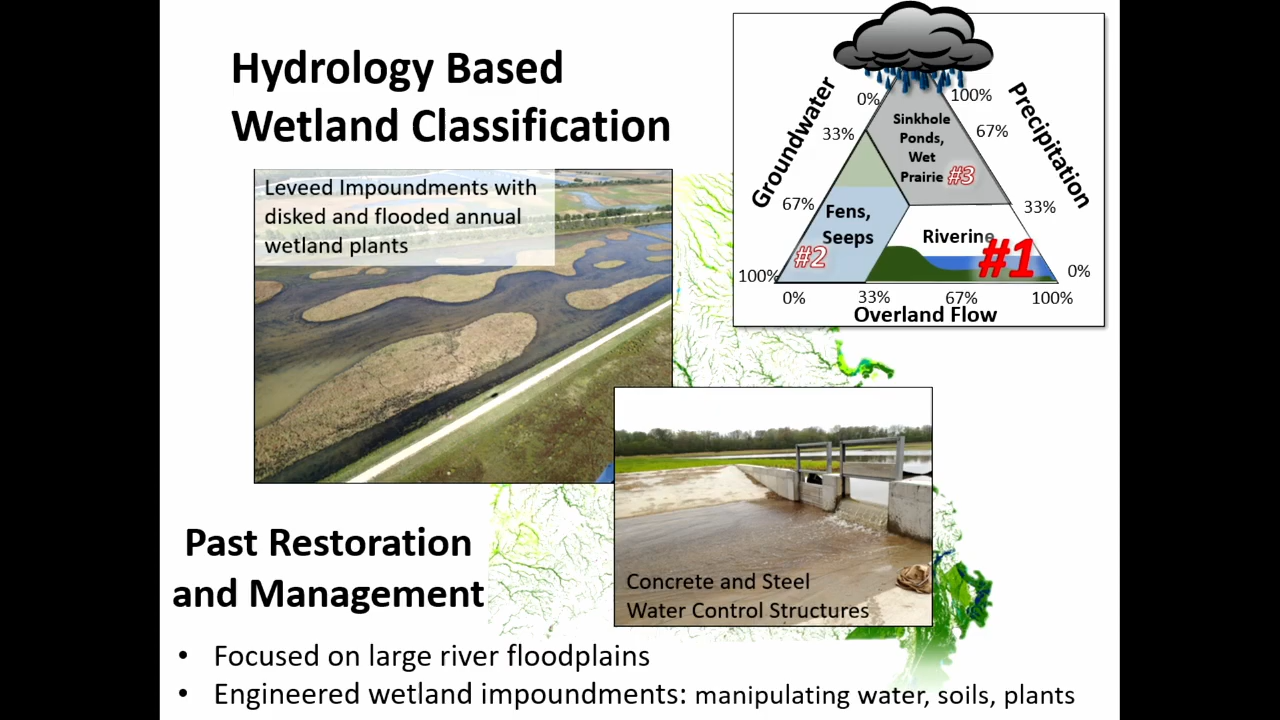 Hydrology Based
Wetland Classification
Leveed Impoundments with
disked and flooded annual
wetland plants
Groundwater
Precipitation
0%
100%
33%
67%
67%
33%
100%
0%
Sinkhole
Ponds,
Wet
Prairie #3
Fens,
Seeps
#2
Riverine
#1
0% 33% 67% 100%
Overland Flow
Concrete and Steel
Water Control Structures
Past Restoration
and Management
• Focused on large river floodplains
• Engineered wetland impoundments: manipulating water, soils, plants